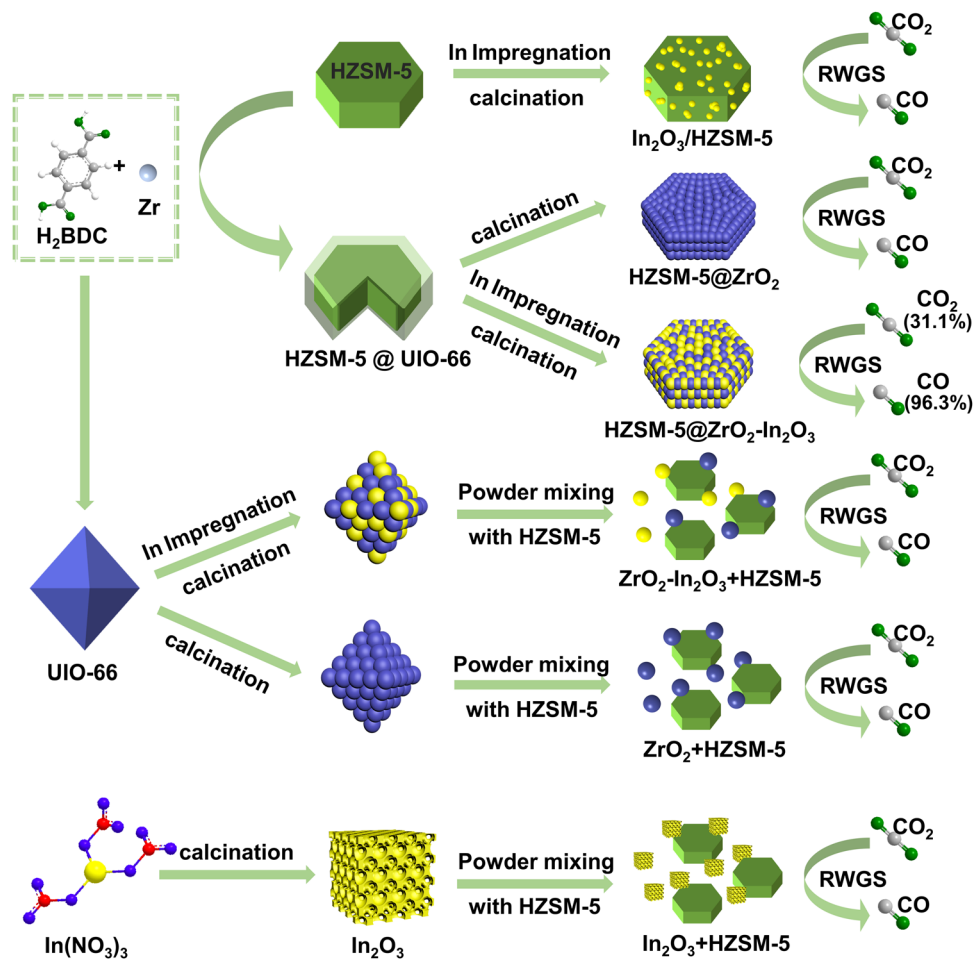 HZSM-5
In Impregnation
calcination
In₂O₃/HZSM-5
CO₂
RWGS
CO
+
Zr
H₂BDC
HZSM-5 @ UIO-66
calcination
HZSM-5@ZrO₂
CO₂
RWGS
CO
In Impregnation
calcination
HZSM-5@ZrO₂-In₂O₃
CO₂
(31.1%)
RWGS
CO
(96.3%)
UIO-66
In Impregnation
calcination
Powder mixing
with HZSM-5
ZrO₂-In₂O₃+HZSM-5
CO₂
RWGS
CO
calcination
Powder mixing
with HZSM-5
ZrO₂+HZSM-5
CO₂
RWGS
CO
In(NO₃)₃
calcination
In₂O₃
Powder mixing
with HZSM-5
In₂O₃+HZSM-5
CO₂
RWGS
CO